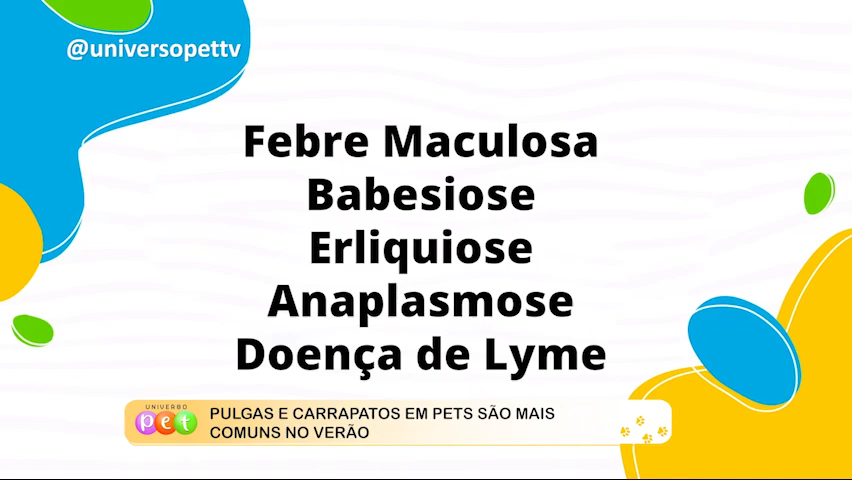 @universopettv
Febre Maculosa
Babesiose
Erliquiose
Anaplasmose
Doença de Lyme
UNIVERSO
pet
PULGAS E CARRAPATOS EM PETS SÃO MAIS
COMUNS NO VERÃO